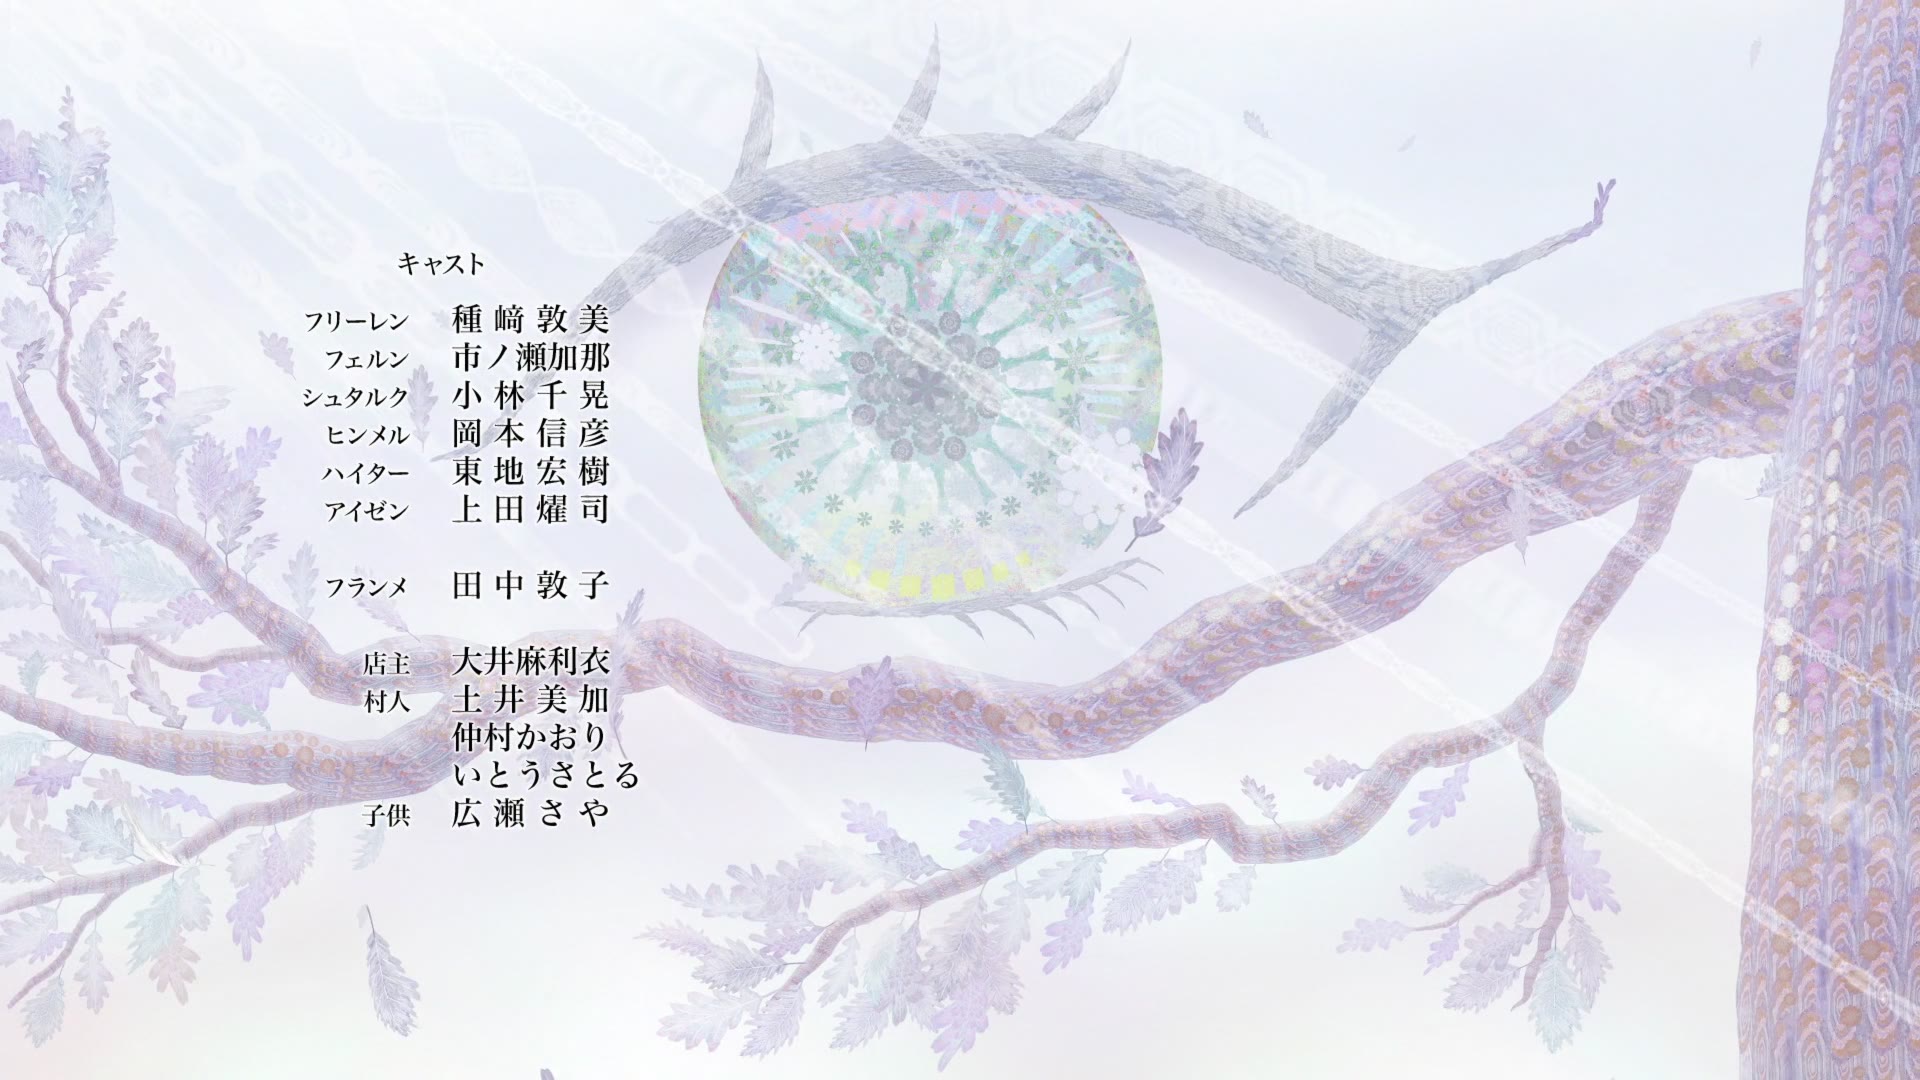 キャスト
フリーレン 種﨑敦美
フェルン 市ノ瀬加那
シュタルク 小林千晃
ヒンメル 岡本信彦
ハイター 東地宏樹
アイゼン 上田燿司
フランメ 田中敦子
店主 大井麻利衣
村人 土井美加
仲村かおり
いとうさとる
子供 広瀬さや